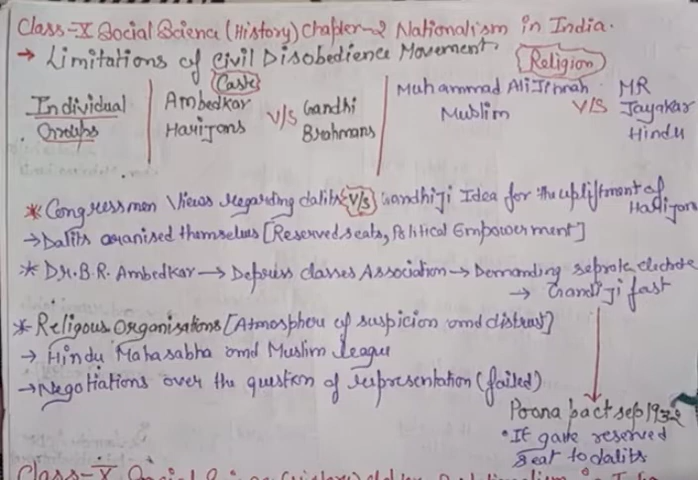 Class-X Social Science (History) Chapter-2 Nationalism in India.
→ Limitations of Civil Disobedience Movement.
Caste
Religion
Individual
Groups
Ambedkar
Harijans
V/S
Gandhi
Brahmans
Muhammad Ali Jinnah
Muslim
V/S
MR
Jayakar
Hindu
* Congressmen Views regarding dalits V/S Gandhiji Idea for the upliftment of
Harijans
→ Dalits organised themselves [Reserved seats, Political Empowerment]
* Dr. B.R. Ambedkar → Depress classes Association → Demanding seprate
→ Gandiji fast
* Religous Organisations [Atmosphere of suspicion and distrust]
→ Hindu Mahasabha and Muslim league
→ Negotiations over the question of representation (failed)
Poona pact sep 1932
• It gave reserved
seat to dalits
Class-X